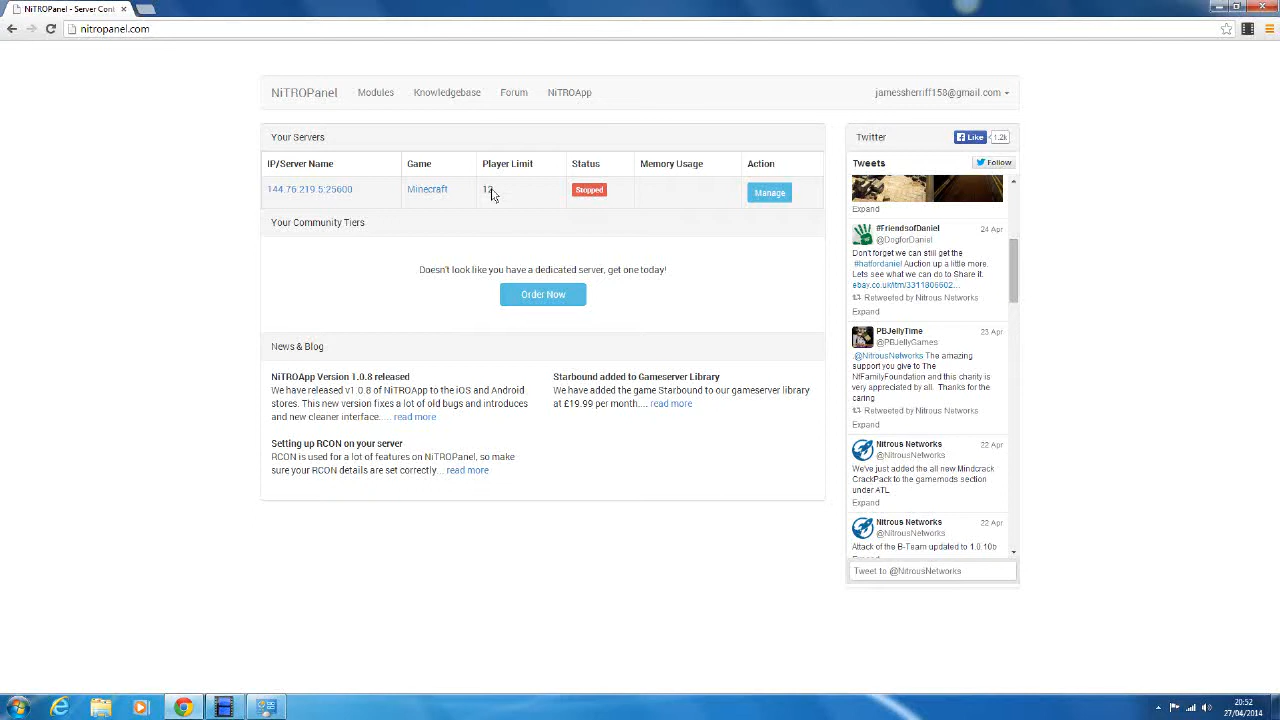 NiTROPanel - Server Cont
nitropanel.com
NiTROPanel Modules Knowledgebase Forum NiTROApp jamessherriff158@gmail.com
Your Servers
IP/Server Name Game Player Limit Status Memory Usage Action
144.76.219.5:25600 Minecraft 12 Stopped Manage
Your Community Tiers
Doesn't look like you have a dedicated server, get one today!
Order Now
News & Blog
NiTROApp Version 1.0.8 released
We have released v1.0.8 of NiTROApp to the iOS and Android
stores. This new version fixes a lot of old bugs and introduces
and new cleaner interface.... read more
Starbound added to Gameserver Library
We have added the game Starbound to our gameserver library
at £19.99 per month.... read more
Setting up RCON on your server
RCON is used for a lot of features on NiTROPanel, so make
sure your RCON details are set correctly... read more
Twitter Like 1.2k
Tweets Follow
Expand
#FriendsofDaniel 24 Apr
@DogforDaniel
Don't forget we can still get the
#hatfordaniel Auction up a little more.
Lets see what we can do to Share it.
ebay.co.uk/itm/3311806602...
Retweeted by Nitrous Networks
Expand
PBJellyTime 23 Apr
@PBJellyGames
@NitrousNetworks The amazing
support you give to The
NfFamilyFoundation and this charity is
very appreciated by all. Thanks for the
caring
Retweeted by Nitrous Networks
Expand
Nitrous Networks 22 Apr
@NitrousNetworks
We've just added the all new Mindcrack
CrackPack to the gamemods section
under ATL
Expand
Nitrous Networks 22 Apr
@NitrousNetworks
Attack of the B-Team updated to 1.0.10b
Tweet to @NitrousNetworks
20:52
27/04/2014